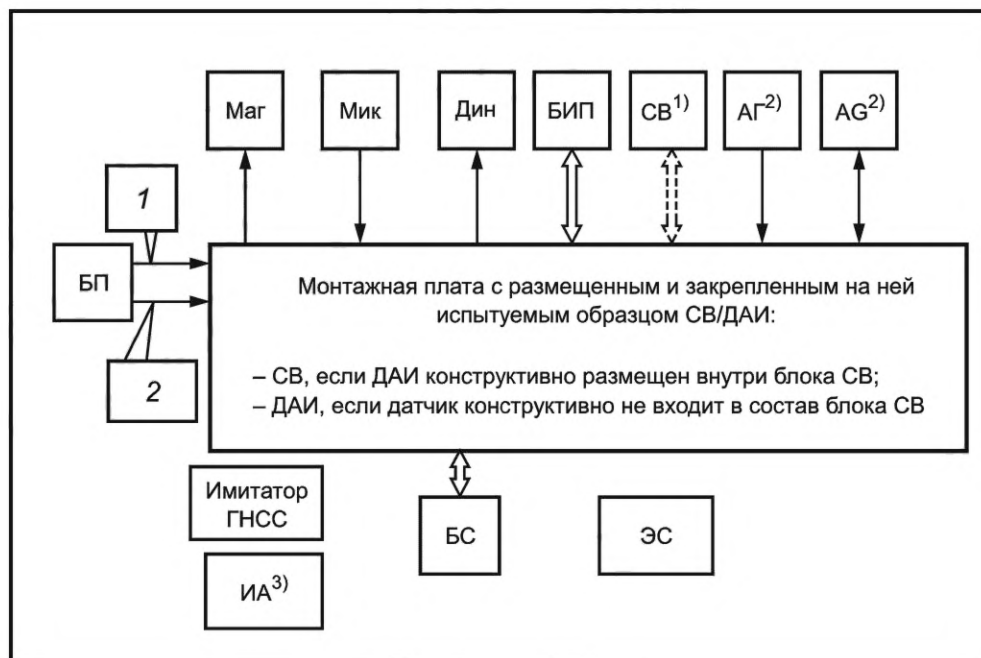 Маг
Мик
Дин
БИП
СВ1)
АГ2)
AG2)
1
БП
2
Монтажная плата с размещенным и закрепленным на ней
испытуемым образцом СВ/ДАИ:
– СВ, если ДАИ конструктивно размещен внутри блока СВ;
– ДАИ, если датчик конструктивно не входит в состав блока СВ
Имитатор
ГНСС
БС
ЭС
ИА3)